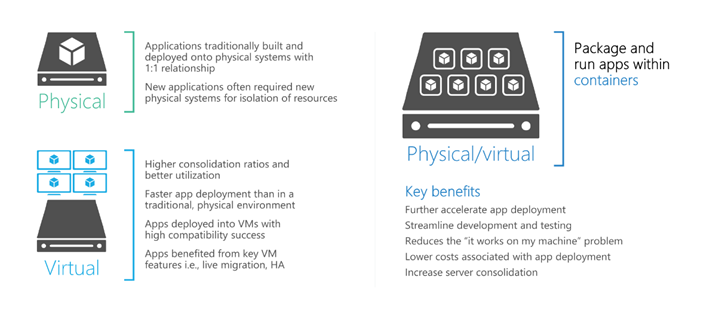 Applications traditionally built and
deployed onto physical systems with
1:1 relationship
New applications often required new
physical systems for isolation of resources
Physical
Higher consolidation ratios and
better utilization
Faster app deployment than in a
traditional, physical environment
Apps deployed into VMs with
high compatibility success
Apps benefited from key VM
features i.e., live migration, HA
Virtual
Package and
run apps within
containers
Physical/virtual
Key benefits
Further accelerate app deployment
Streamline development and testing
Reduces the "it works on my machine" problem
Lower costs associated with app deployment
Increase server consolidation